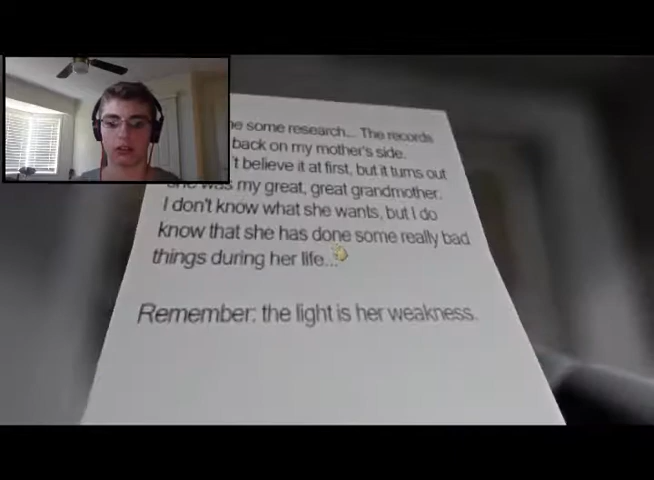 some research... The records
back on my mother's side.
't believe it at first, but it turns out
she was my great, great grandmother.
I don't know what she wants, but I do
know that she has done some really bad
things during her life...
Remember: the light is her weakness.